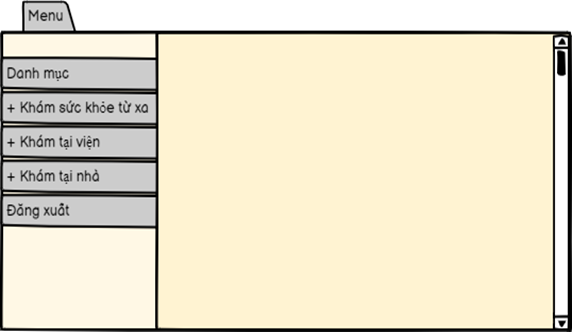 Menu
Danh mục
+ Khám sức khỏe từ xa
+ Khám tại viện
+ Khám tại nhà
Đăng xuất